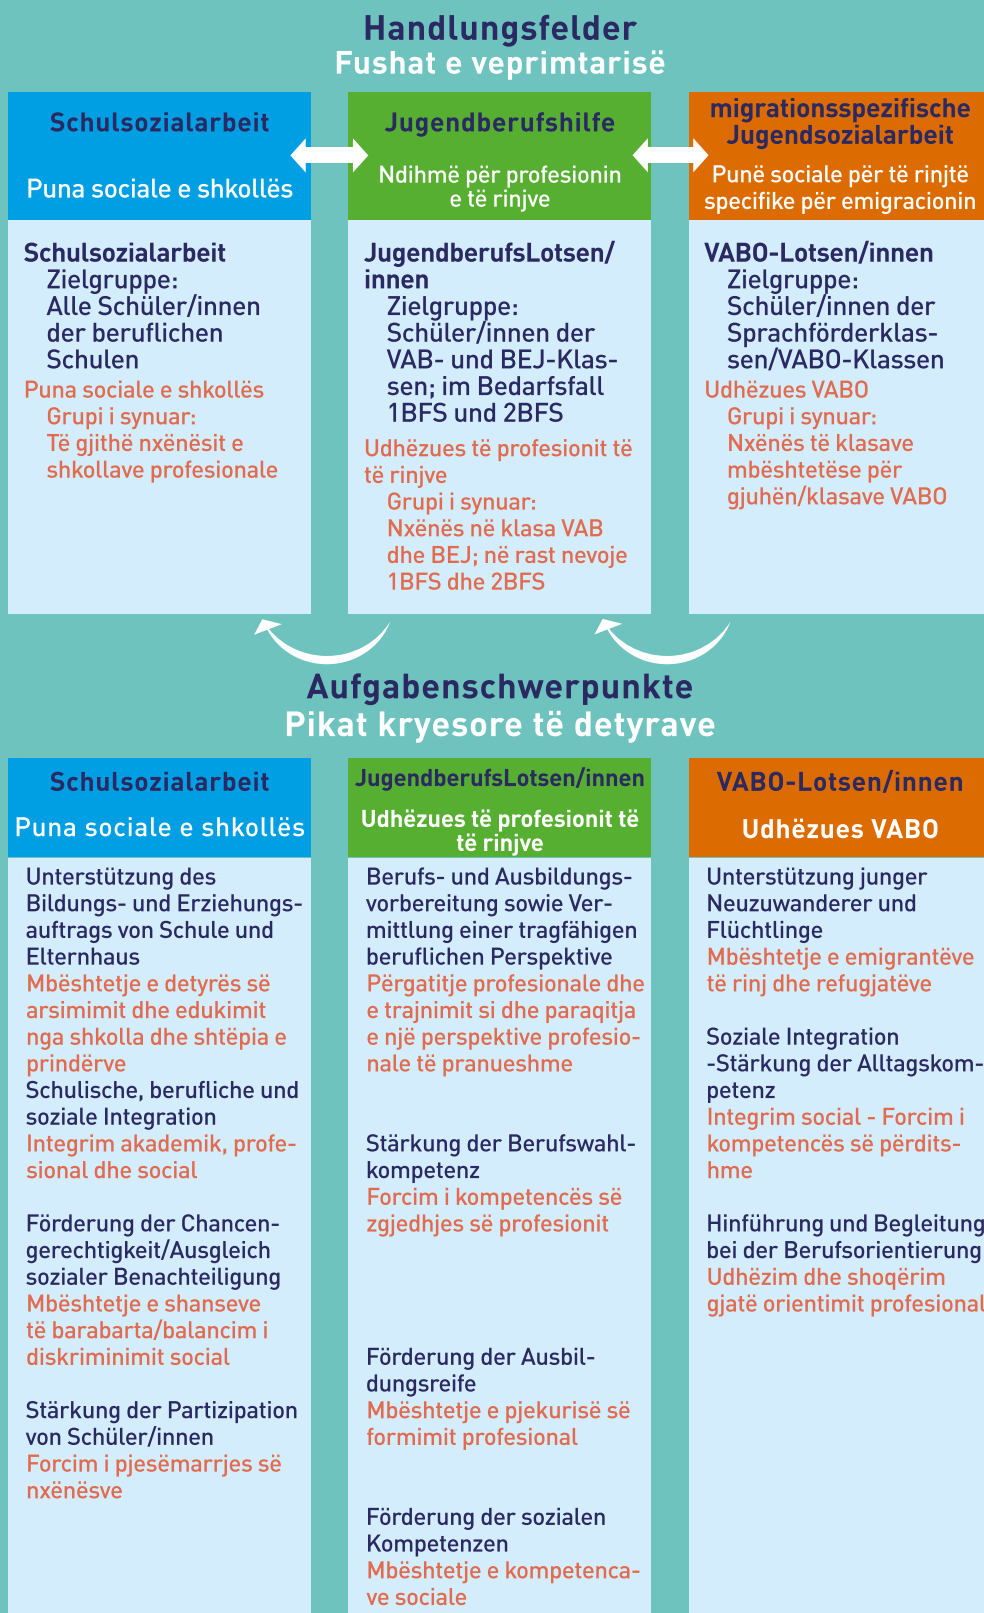 Handlungsfelder
Fushat e veprimtarisë
Schulsozialarbeit
Puna sociale e shkollës
Jugendberufshilfe
Ndihmë për profesionin
e të rinjve
migrationsspezifische
Jugendsozialarbeit
Punë sociale për të rinjtë
specifike për emigracionin
Schulsozialarbeit
Zielgruppe:
Alle Schüler/innen
der beruflichen
Schulen
Puna sociale e shkollës
Grupi i synuar:
Të gjithë nxënësit e
shkollave profesionale
JugendberufsLotsen/
innen
Zielgruppe:
Schüler/innen der
VAB- und BEJ-Klas-
sen; im Bedarfsfall
1BFS und 2BFS
Udhëzues të profesionit të
të rinjve
Grupi i synuar:
Nxënës në klasa VAB
dhe BEJ; në rast nevoje
1BFS dhe 2BFS
VABO-Lotsen/innen
Zielgruppe:
Schüler/innen der
Sprachförderklas-
sen/VABO-Klassen
Udhëzues VABO
Grupi i synuar:
Nxënës të klasave
mbështetëse për
gjuhën/klasave VABO
Aufgabenschwerpunkte
Pikat kryesore të detyrave
Schulsozialarbeit
Puna sociale e shkollës
Unterstützung des
Bildungs- und Erziehungs-
auftrags von Schule und
Elternhaus
Mbështetje e detyrës së
arsimimit dhe edukimit
nga shkolla dhe shtëpia e
prindërve
Schulische, berufliche und
soziale Integration
Integrim akademik, profe-
sional dhe social
Förderung der Chancen-
gerechtigkeit/Ausgleich
sozialer Benachteiligung
Mbështetje e shanseve
të barabarta/balancim i
diskriminimit social
Stärkung der Partizipation
von Schüler/innen
Forcim i pjesëmarrjes së
nxënësve
JugendberufsLotsen/innen
Udhëzues të profesionit të
të rinjve
Berufs- und Ausbildungs-
vorbereitung sowie Ver-
mittlung einer tragfähigen
beruflichen Perspektive
Përgatitje profesionale dhe
e trajnimit si dhe paraqitja
e një perspektive profesio-
nale të pranueshme
Stärkung der Berufswahl-
kompetenz
Forcim i kompetencës së
zgjedhjes së profesionit
Förderung der Ausbil-
dungsreife
Mbështetje e pjekurisë së
formimit profesional
Förderung der sozialen
Kompetenzen
Mbështetje e kompetenca-
ve sociale
VABO-Lotsen/innen
Udhëzues VABO
Unterstützung junger
Neuzuwanderer und
Flüchtlinge
Mbështetje e emigrantëve
të rinj dhe refugjatëve
Soziale Integration
-Stärkung der Alltagskom-
petenz
Integrim social - Forcim i
kompetencës së përdits-
hme
Hinführung und Begleitung
bei der Berufsorientierung
Udhëzim dhe shoqërim
gjatë orientimit profesional